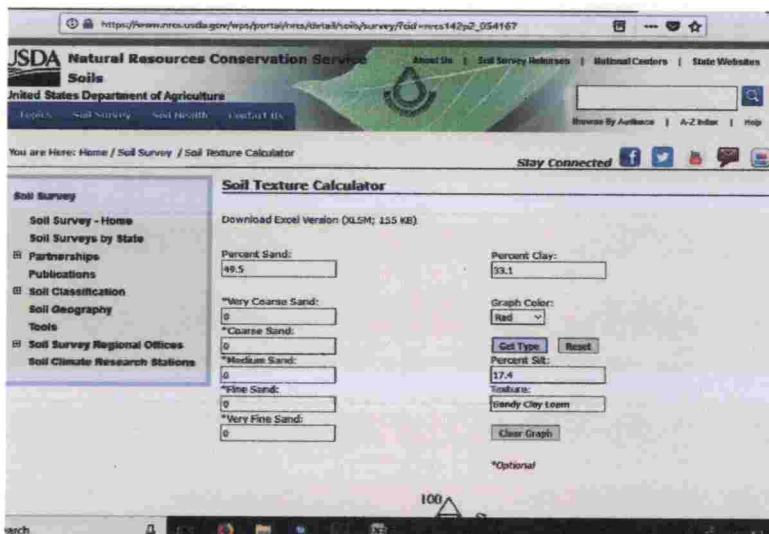 https://www.nrcs.usda.gov/wps/portal/nrcs/detail/soils/survey/?cid=nrcs142p2_054167
USDA Natural Resources Conservation Service
Soils
United States Department of Agriculture
About Us | Soil Survey Releases | National Centers | State Websites
Topics Soil Survey Soil Health Contact Us
Browse By Audience | A-Z Index | Help
You are Here: Home / Soil Survey / Soil Texture Calculator
Stay Connected
Soil Survey
Soil Survey - Home
Soil Surveys by State
Partnerships
Publications
Soil Classification
Soil Geography
Tools
Soil Survey Regional Offices
Soil Climate Research Stations
Soil Texture Calculator
Download Excel Version (XLSM; 155 KB)
Percent Sand:
49.5
*Very Coarse Sand:
0
*Coarse Sand:
0
*Medium Sand:
0
*Fine Sand:
0
*Very Fine Sand:
0
Percent Clay:
33.1
Graph Color:
Red
Get Type Reset
Percent Silt:
17.4
Texture:
Sandy Clay Loam
Clear Graph
*Optional
100
earch